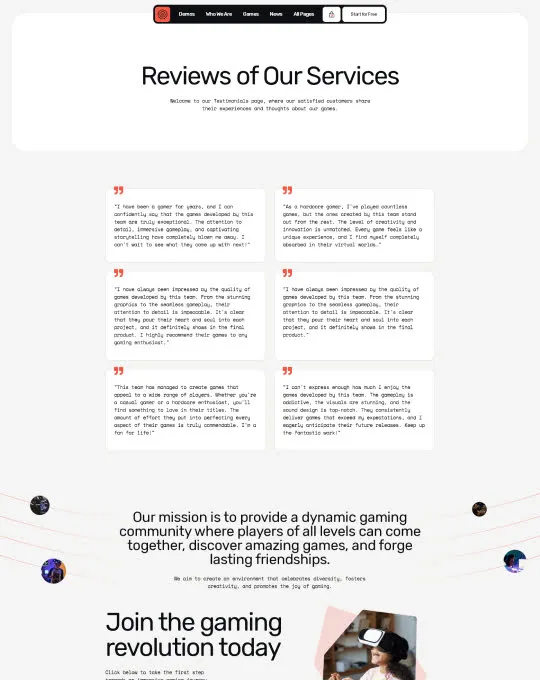 Demos Who We Are Games News All Pages Start for Free
Reviews of Our Services
Welcome to our Testimonials page, where our satisfied customers share
their experiences and thoughts about our games.
"I have been a gamer for years, and I can
confidently say that the games developed by this
team are truly exceptional. The attention to
detail, immersive gameplay, and captivating
storytelling have completely blown me away. I
can't wait to see what they come up with next!"
"As a hardcore gamer, I've played countless
games, but the ones created by this team stand
out from the rest. The level of creativity and
innovation is unmatched. Every game feels like a
unique experience, and I find myself completely
absorbed in their virtual worlds."
"I have always been impressed by the quality of
games developed by this team. From the stunning
graphics to the seamless gameplay, their
attention to detail is impeccable. It's clear
that they pour their heart and soul into each
project, and it definitely shows in the final
product. I highly recommend their games to any
gaming enthusiast."
"I have always been impressed by the quality of
games developed by this team. From the stunning
graphics to the seamless gameplay, their
attention to detail is impeccable. It's clear
that they pour their heart and soul into each
project, and it definitely shows in the final
product."
"This team has managed to create games that
appeal to a wide range of players. Whether you're
a casual gamer or a hardcore enthusiast, you'll
find something to love in their titles. The
amount of effort they put into perfecting every
aspect of their games is truly commendable. I'm a
fan for life!"
"I can't express enough how much I enjoy the
games developed by this team. The gameplay is
addictive, the visuals are stunning, and the
sound design is top-notch. They consistently
deliver games that exceed my expectations, and I
eagerly anticipate their future releases. Keep up
the fantastic work!"
Our mission is to provide a dynamic gaming
community where players of all levels can come
together, discover amazing games, and forge
lasting friendships.
We aim to create an environment that celebrates diversity, fosters
creativity, and promotes the joy of gaming.
Join the gaming
revolution today
Click below to take the first step